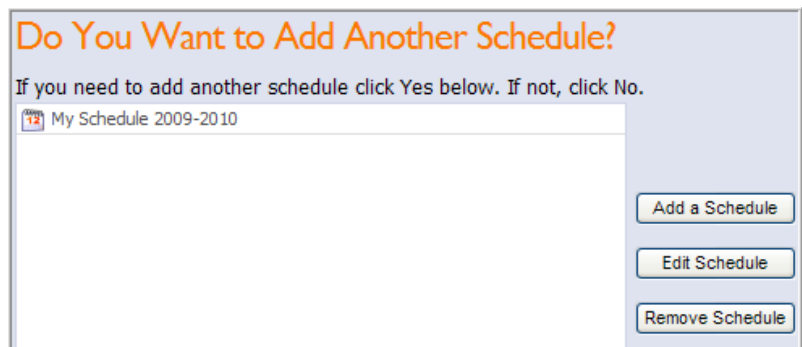 Do You Want to Add Another Schedule?
If you need to add another schedule click Yes below. If not, click No.
12 My Schedule 2009-2010
Add a Schedule
Edit Schedule
Remove Schedule